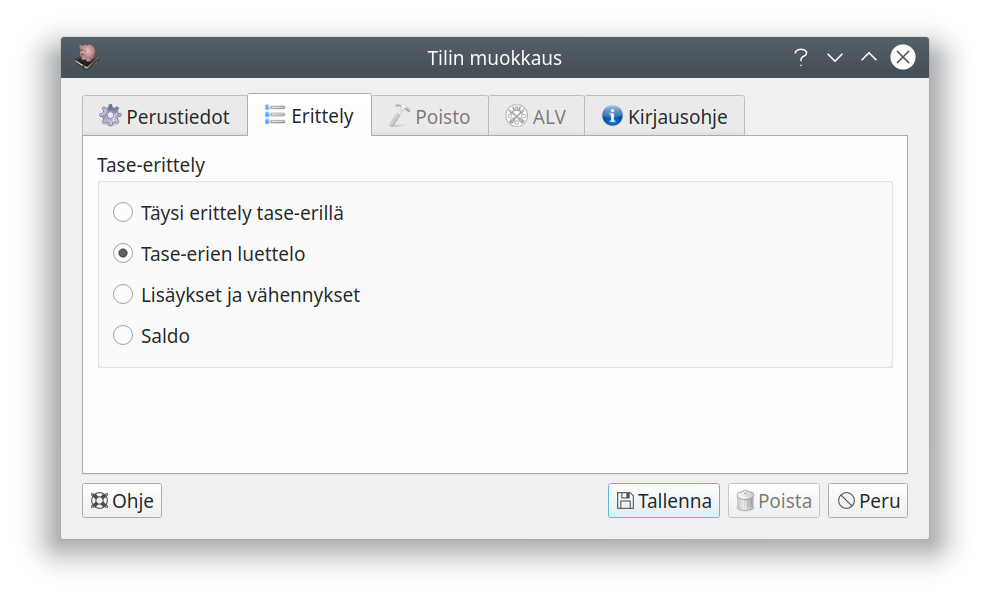 Tilin muokkaus
Perustiedot Erittely Poisto ALV Kirjausohje
Tase-erittely
Täysi erittely tase-erillä
Tase-erien luettelo
Lisäykset ja vähennykset
Saldo
Ohje Tallenna Poista Peru